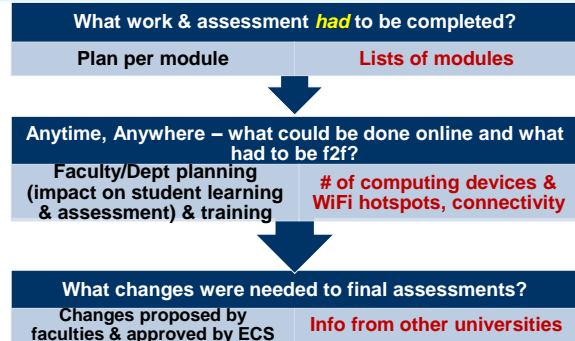 What work & assessment had to be completed?
Plan per module
Lists of modules
Anytime, Anywhere – what could be done online and what
had to be f2f?
Faculty/Dept planning
(impact on student learning
& assessment) & training
# of computing devices &
WiFi hotspots, connectivity
What changes were needed to final assessments?
Changes proposed by
faculties & approved by ECS
Info from other universities